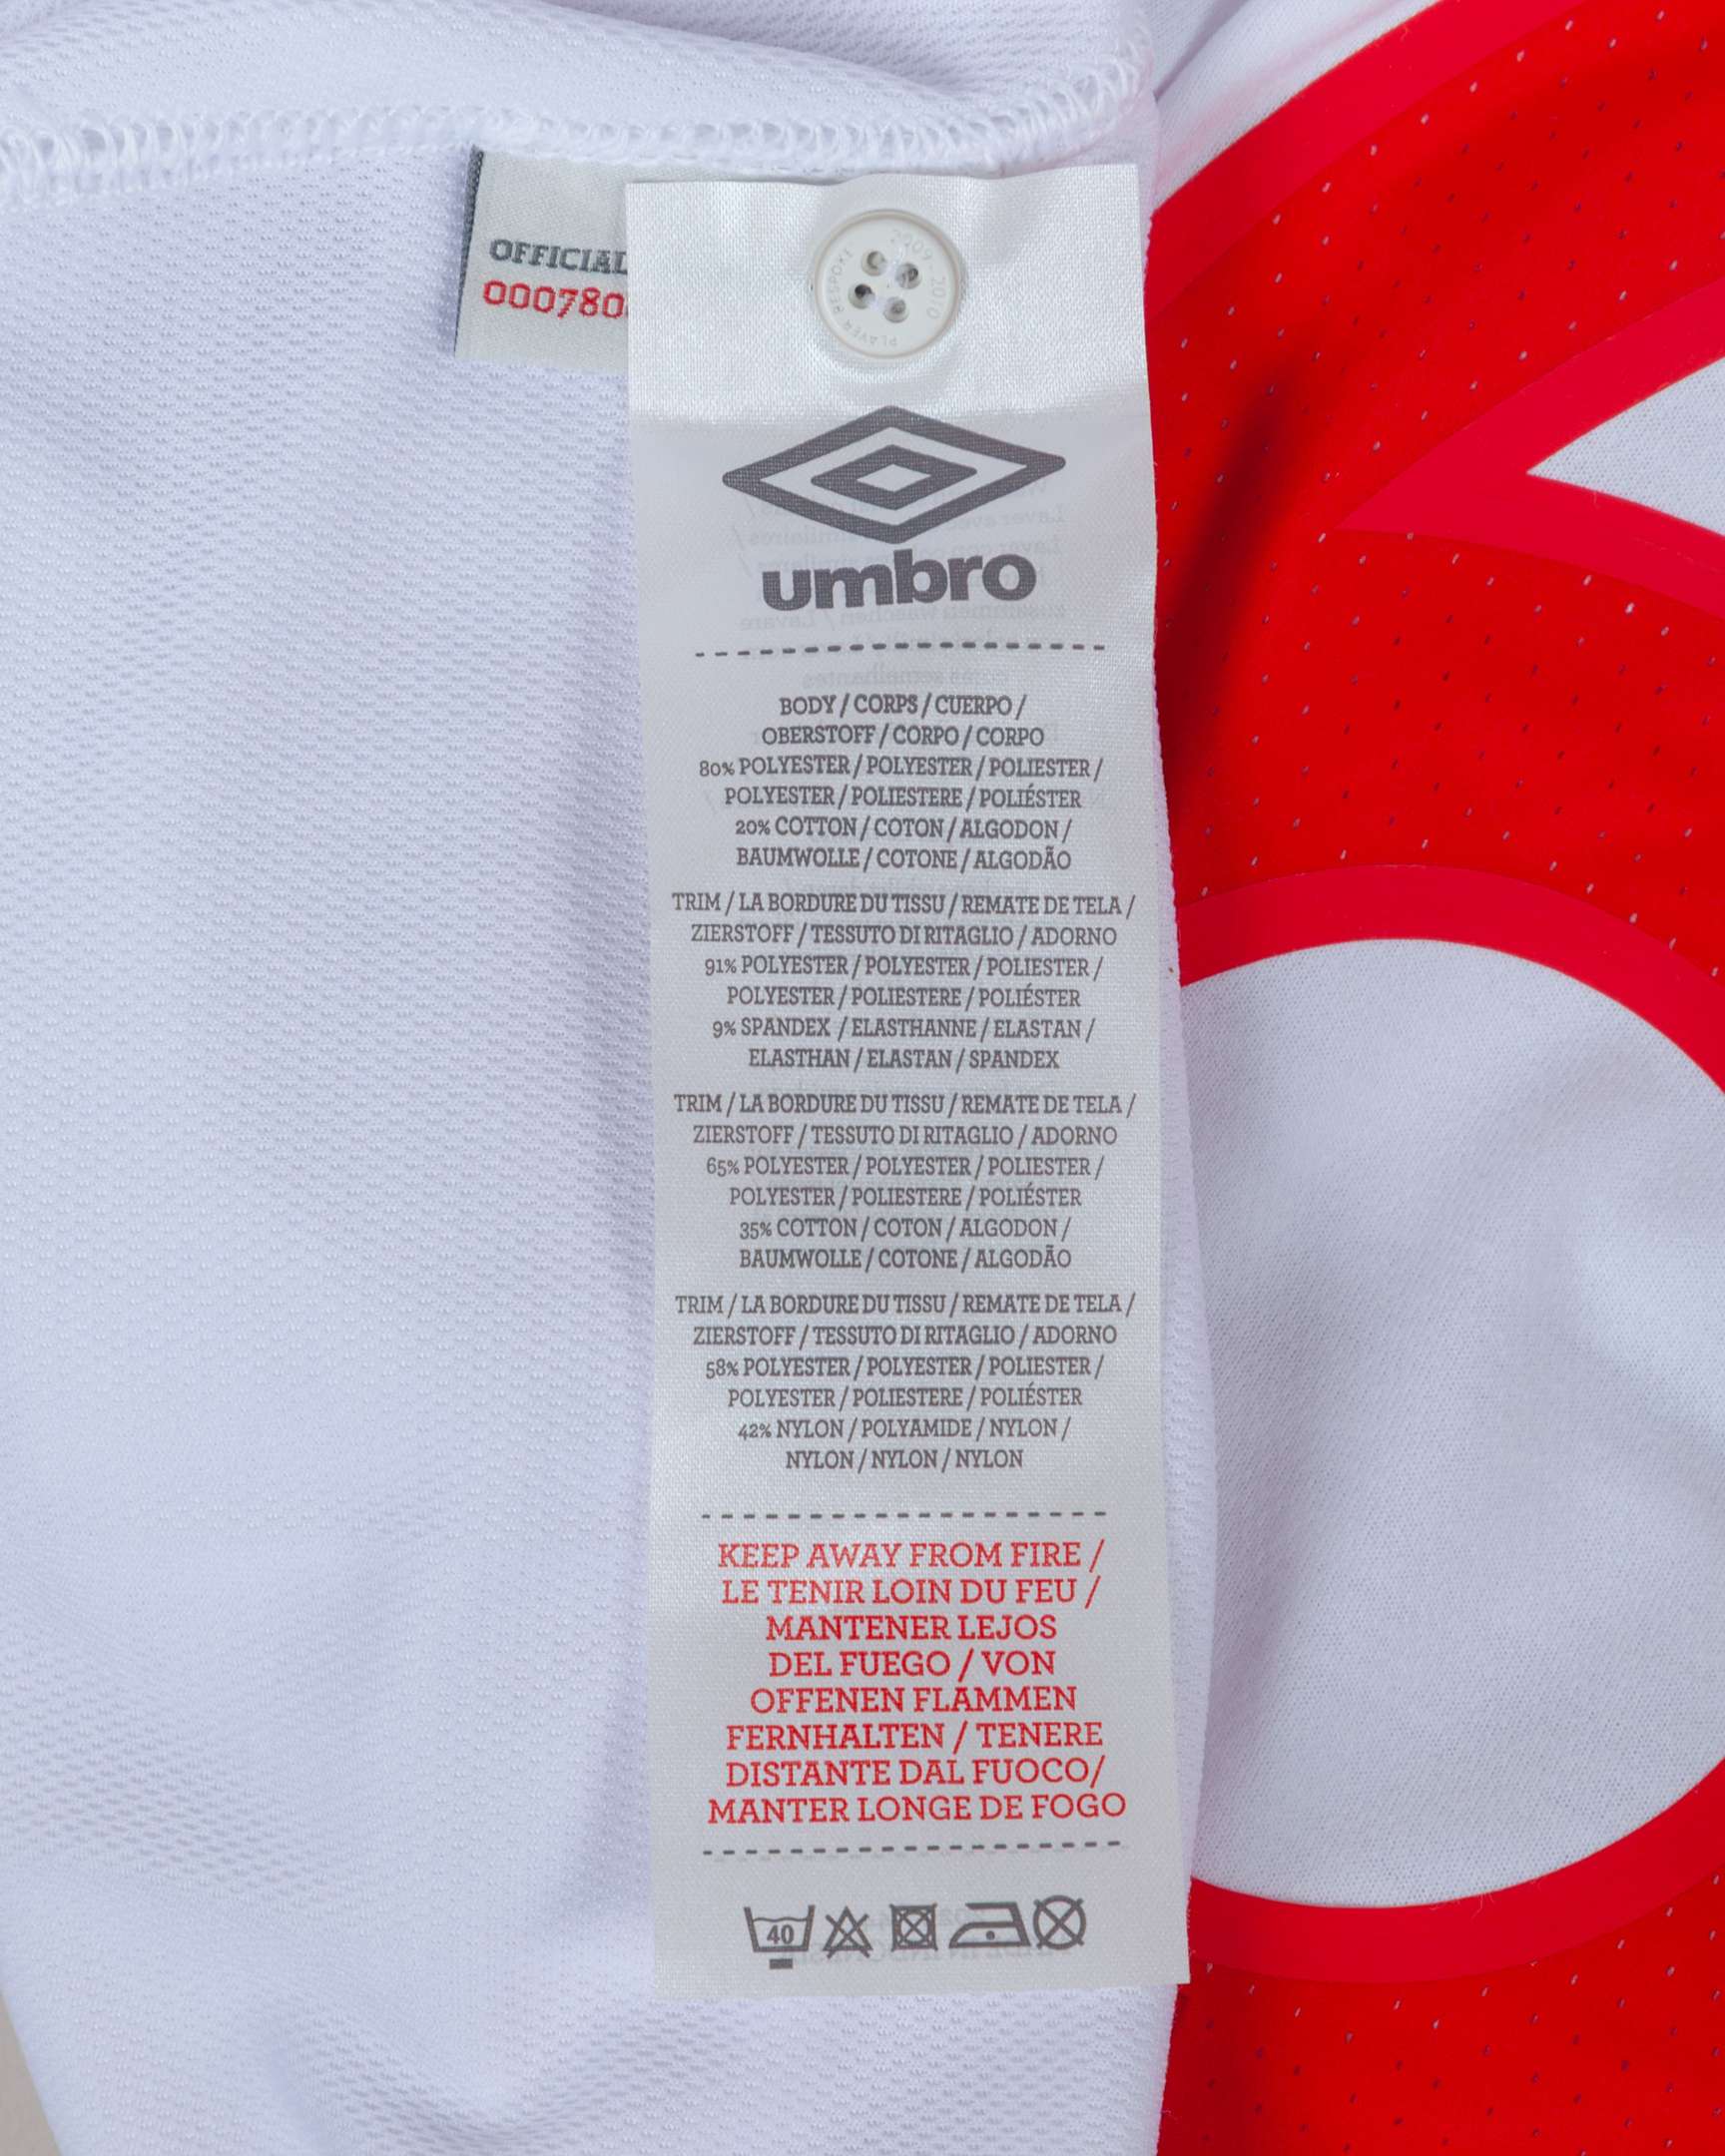 OFFICIAL
000780
2009 - 2010
PLAYER BESPOKE
umbro
BODY / CORPS / CUERPO /
OBERSTOFF / CORPO / CORPO
80% POLYESTER / POLYESTER / POLIESTER /
POLYESTER / POLIESTERE / POLIÉSTER
20% COTTON / COTON / ALGODON /
BAUMWOLLE / COTONE / ALGODÃO
TRIM / LA BORDURE DU TISSU / REMATE DE TELA /
ZIERSTOFF / TESSUTO DI RITAGLIO / ADORNO
91% POLYESTER / POLYESTER / POLIESTER /
POLYESTER / POLIESTERE / POLIÉSTER
9% SPANDEX / ELASTHANNE / ELASTAN /
ELASTHAN / ELASTAN / SPANDEX
TRIM / LA BORDURE DU TISSU / REMATE DE TELA /
ZIERSTOFF / TESSUTO DI RITAGLIO / ADORNO
65% POLYESTER / POLYESTER / POLIESTER /
POLYESTER / POLIESTERE / POLIÉSTER
35% COTTON / COTON / ALGODON /
BAUMWOLLE / COTONE / ALGODÃO
TRIM / LA BORDURE DU TISSU / REMATE DE TELA /
ZIERSTOFF / TESSUTO DI RITAGLIO / ADORNO
58% POLYESTER / POLYESTER / POLIESTER /
POLYESTER / POLIESTERE / POLIÉSTER
42% NYLON / POLYAMIDE / NYLON /
NYLON / NYLON / NYLON
KEEP AWAY FROM FIRE /
LE TENIR LOIN DU FEU /
MANTENER LEJOS
DEL FUEGO / VON
OFFENEN FLAMMEN
FERNHALTEN / TENERE
DISTANTE DAL FUOCO/
MANTER LONGE DE FOGO
40